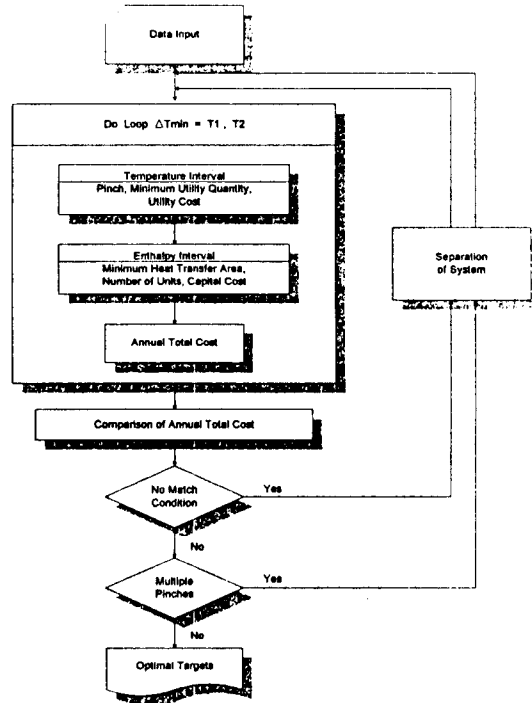 Data Input
Do Loop ΔTmin = T1 , T2
Temperature Interval
Pinch, Minimum Utility Quantity,
Utility Cost
Enthalpy Interval
Minimum Heat Transfer Area,
Number of Units, Capital Cost
Annual Total Cost
Separation
of System
Comparison of Annual Total Cost
No Match
Condition
Yes
No
Multiple
Pinches
Yes
No
Optimal Targets